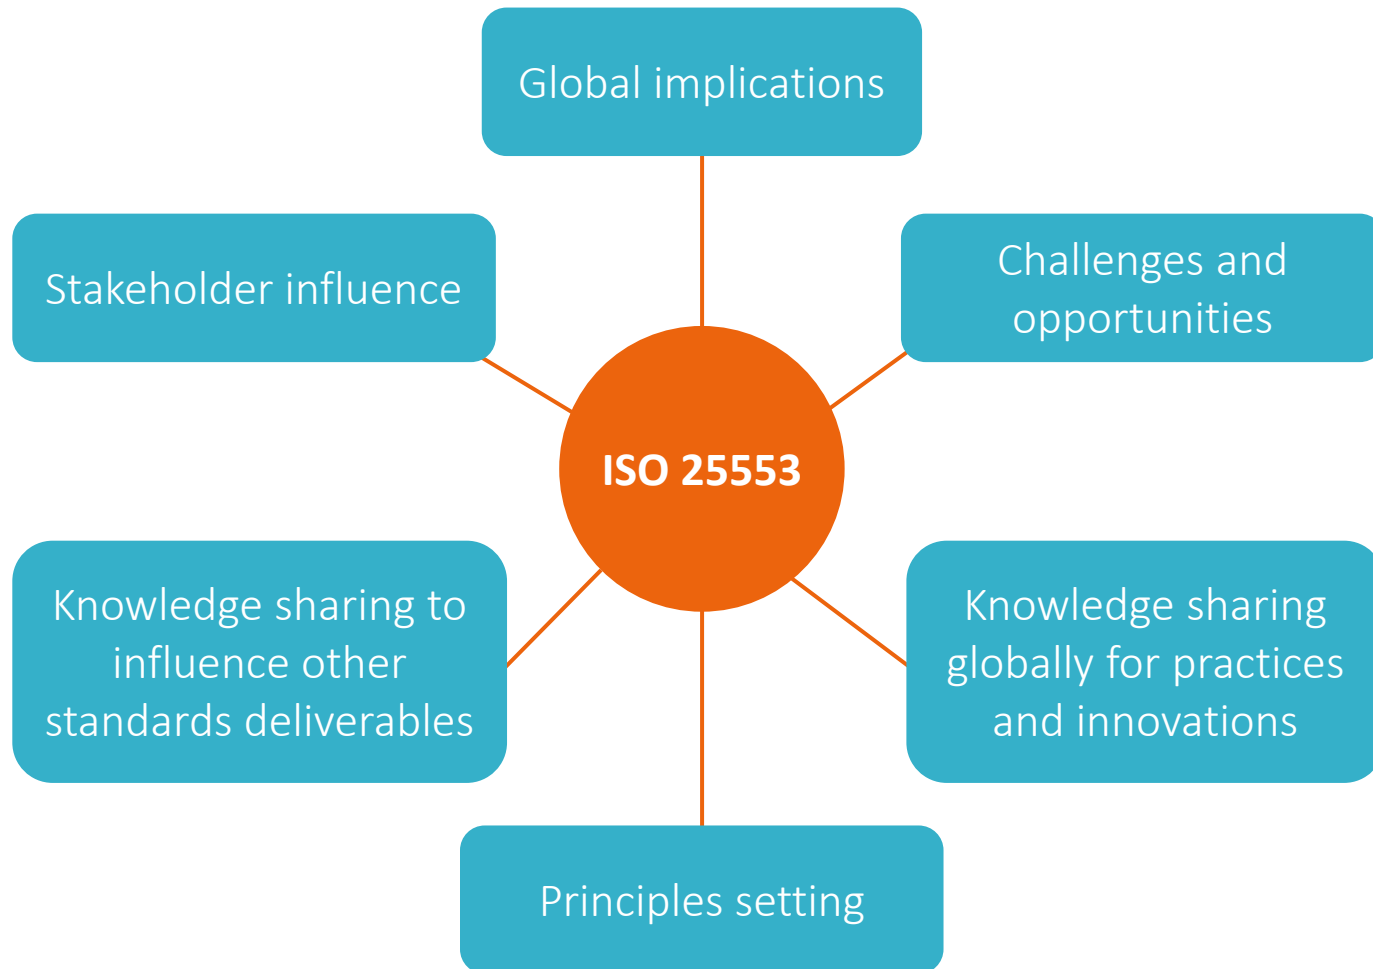 Global implications
Stakeholder influence
Challenges and
opportunities
ISO 25553
Knowledge sharing to
influence other
standards deliverables
Knowledge sharing
globally for practices
and innovations
Principles setting